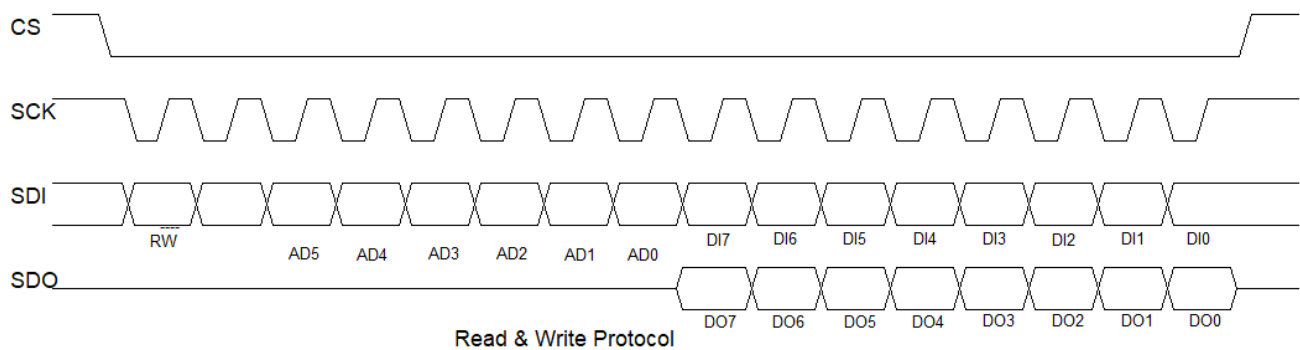 CS
SCK
SDI
RW DI7 DI6 DI5 DI4 DI3 DI2 DI1 DI0
AD5 AD4 AD3 AD2 AD1 AD0
SDO
DO7 DO6 DO5 DO4 DO3 DO2 DO1 DO0
Read & Write Protocol